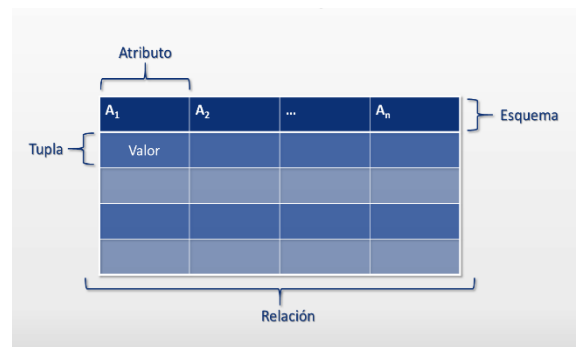 Atributo
A₁ A₂ ... Aₙ
Esquema
Tupla
Valor
Relación